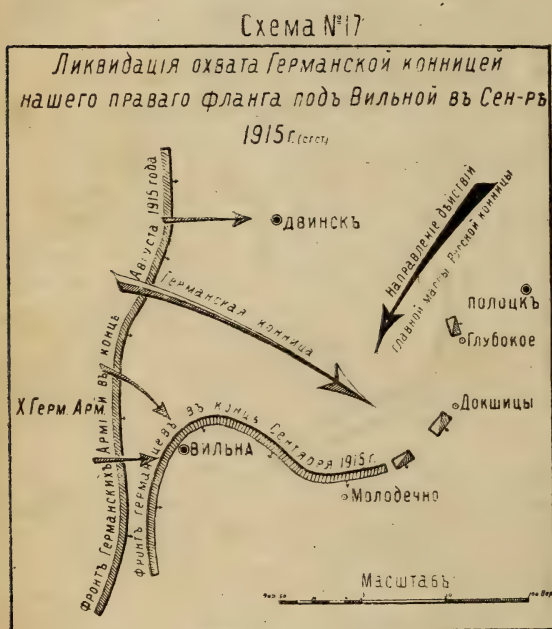 Схема №17
Ликвидація охвата Германской конницей
нашего праваго фланга подъ Вильной въ Сен-рѣ
1915 г. (ст.ст.)
Фронтъ Германскихъ Армій въ концѣ Августа 1915 года
двинскъ
Направленіе дѣйствій
главной массы Русской конницы
полоцкъ
Глубокое
Германская конница
Х Герм. Арм.
Докшицы
Фронтъ германцевъ въ концѣ Сентября 1915 г.
Вильна
Молодечно
Масштабъ